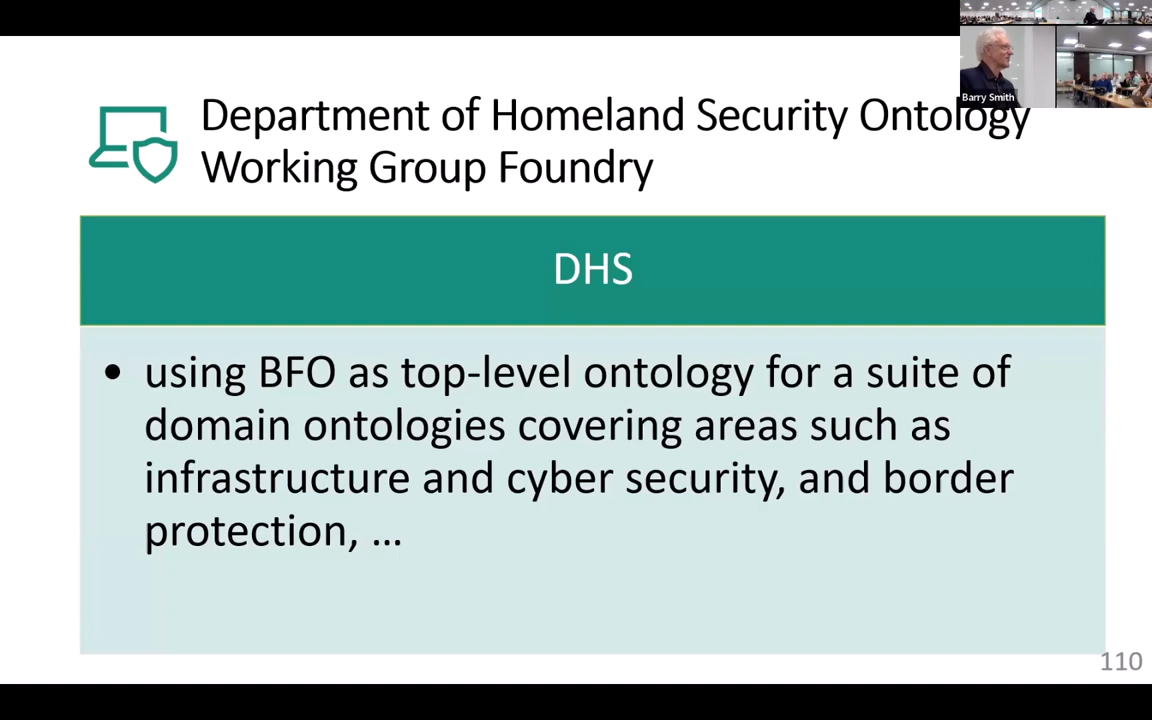 Barry Smith
Department of Homeland Security Ontology
Working Group Foundry
DHS
• using BFO as top-level ontology for a suite of
domain ontologies covering areas such as
infrastructure and cyber security, and border
protection, ...
110